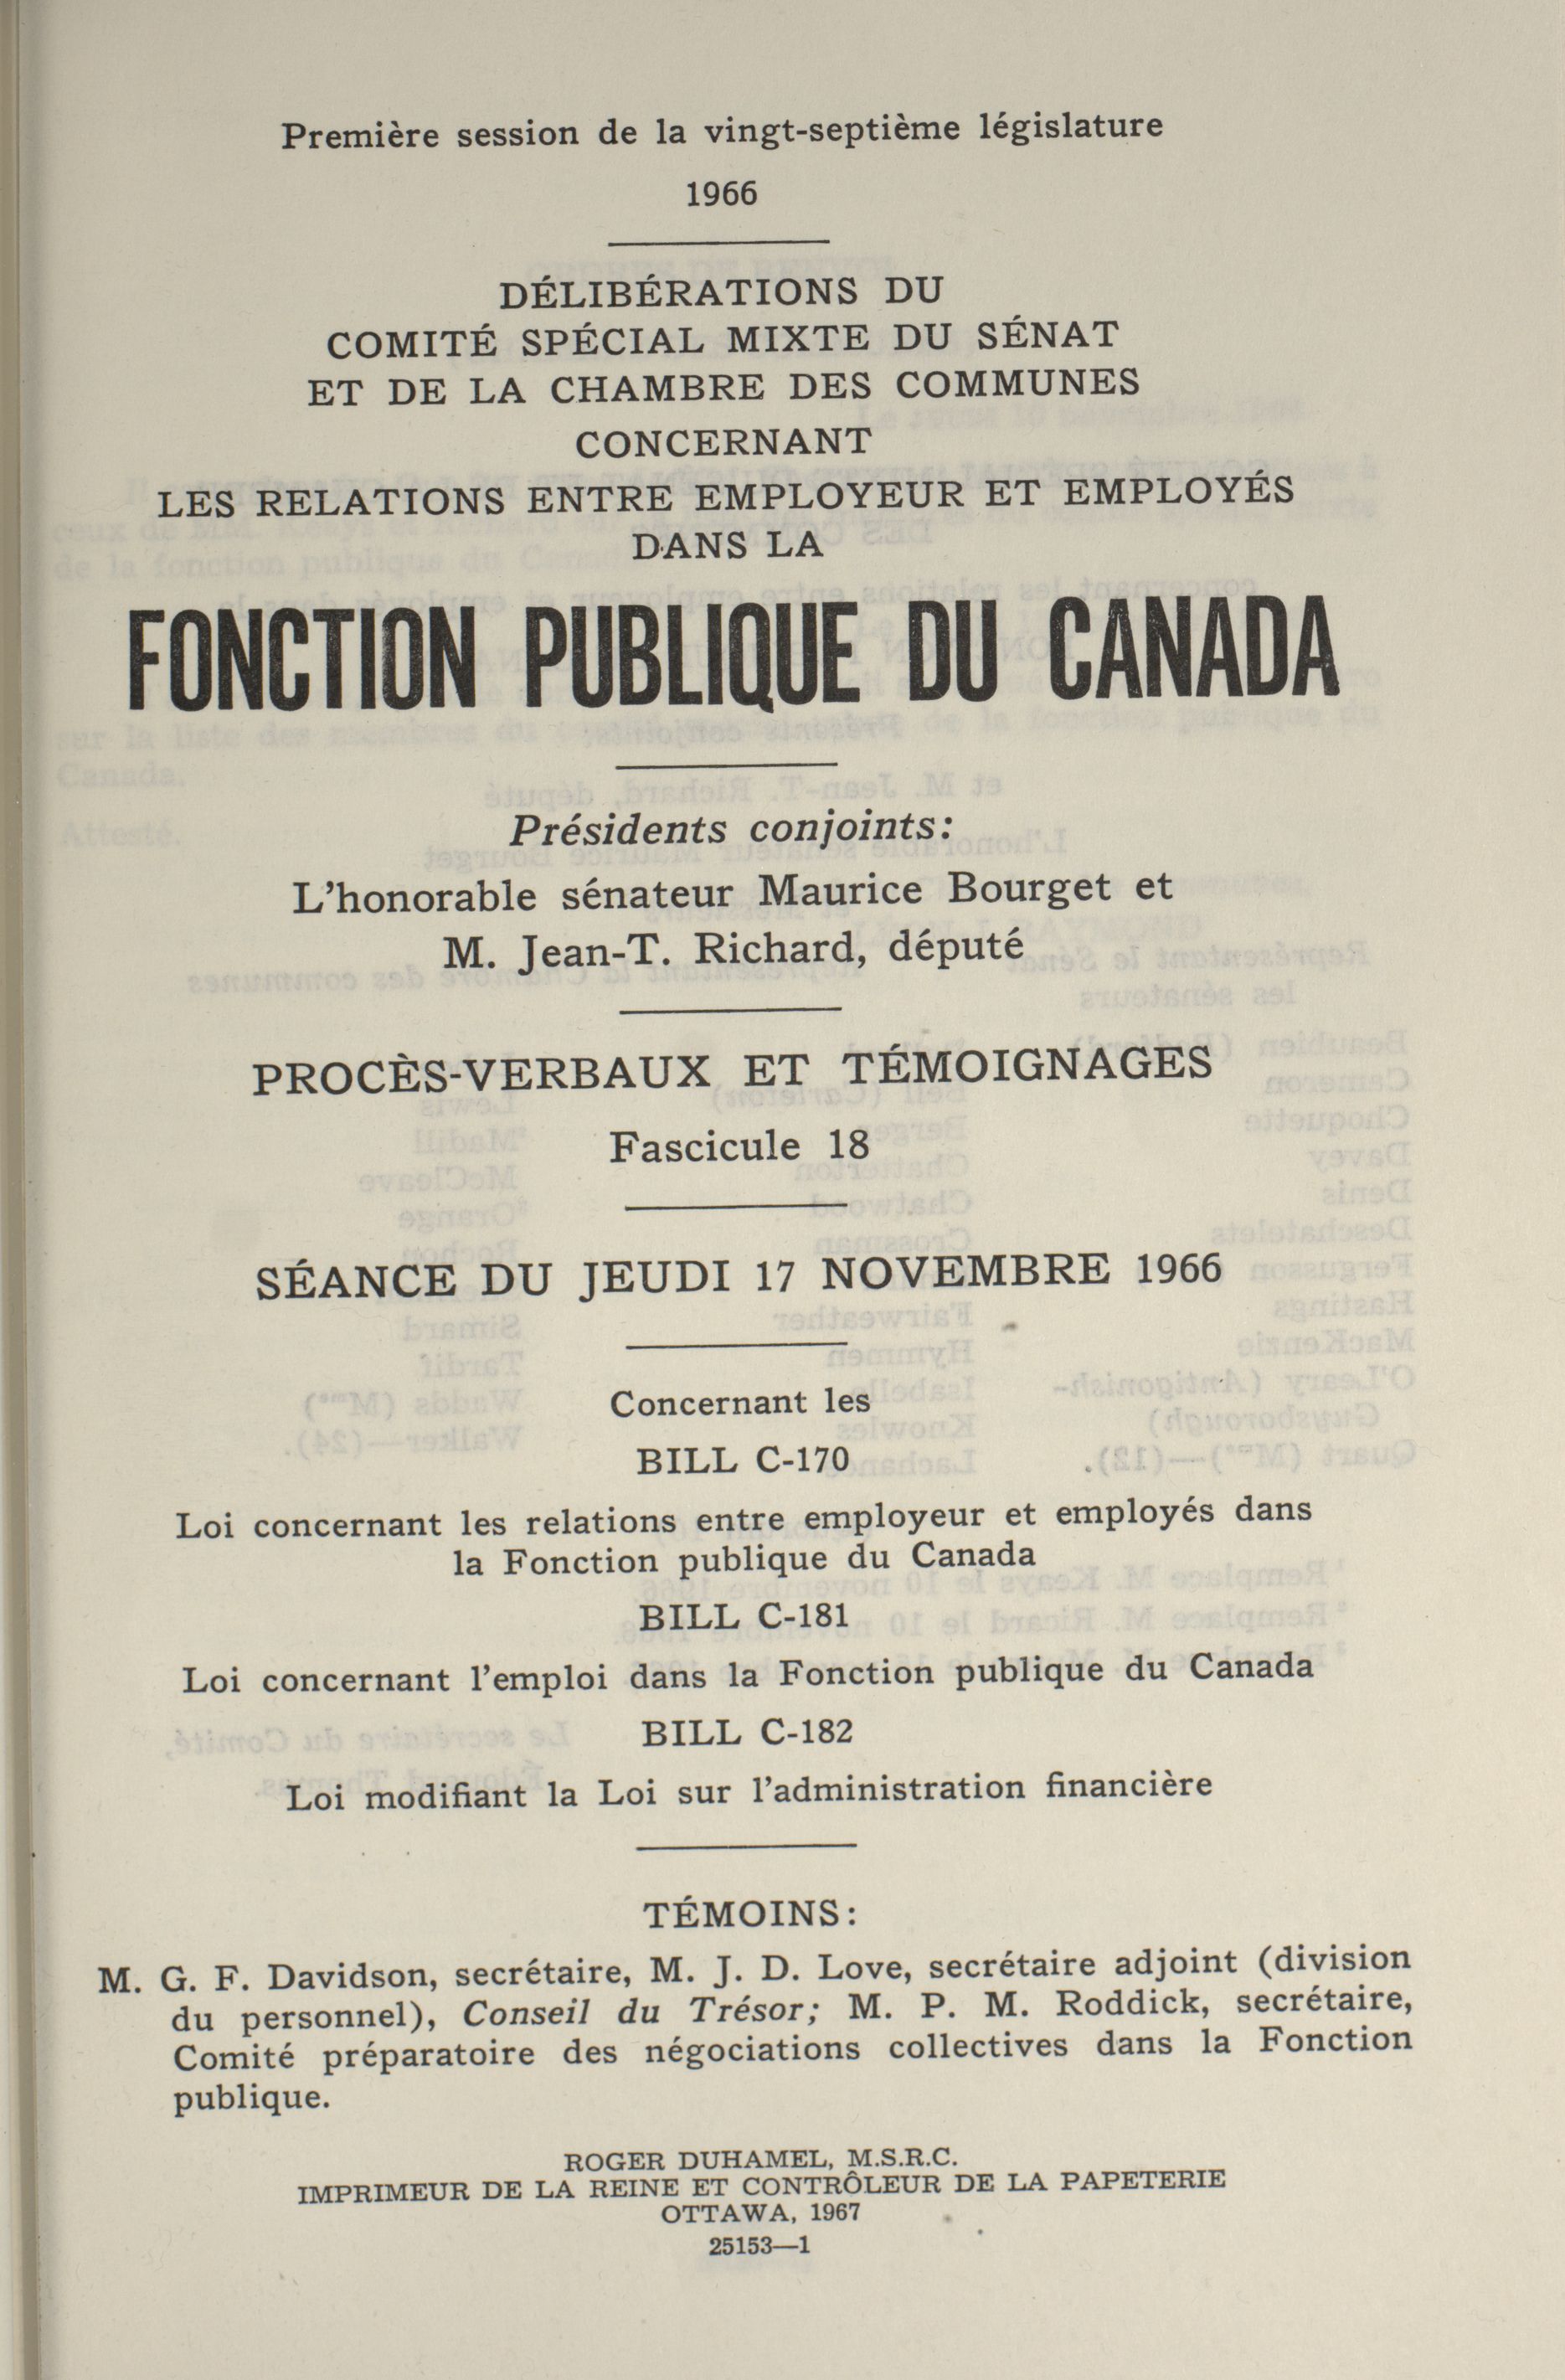 Première session de la vingt-septième législature
1966
DÉLIBÉRATIONS DU
COMITÉ SPÉCIAL MIXTE DU SÉNAT
ET DE LA CHAMBRE DES COMMUNES
CONCERNANT
LES RELATIONS ENTRE EMPLOYEUR ET EMPLOYÉS
DANS LA
FONCTION PUBLIQUE DU CANADA
Présidents conjoints:
L'honorable sénateur Maurice Bourget et
M. Jean-T. Richard, député
PROCÈS-VERBAUX ET TÉMOIGNAGES
Fascicule 18
SÉANCE DU JEUDI 17 NOVEMBRE 1966
Concernant les
BILL C-170
Loi concernant les relations entre employeur et employés dans
la Fonction publique du Canada
BILL C-181
Loi concernant l'emploi dans la Fonction publique du Canada
BILL C-182
Loi modifiant la Loi sur l'administration financière
TÉMOINS:
M. G. F. Davidson, secrétaire, M. J. D. Love, secrétaire adjoint (division
du personnel), Conseil du Trésor; M. P. M. Roddick, secrétaire,
Comité préparatoire des négociations collectives dans la Fonction
publique.
ROGER DUHAMEL, M.S.R.C.
IMPRIMEUR DE LA REINE ET CONTRÔLEUR DE LA PAPETERIE
OTTAWA, 1967
25153—1